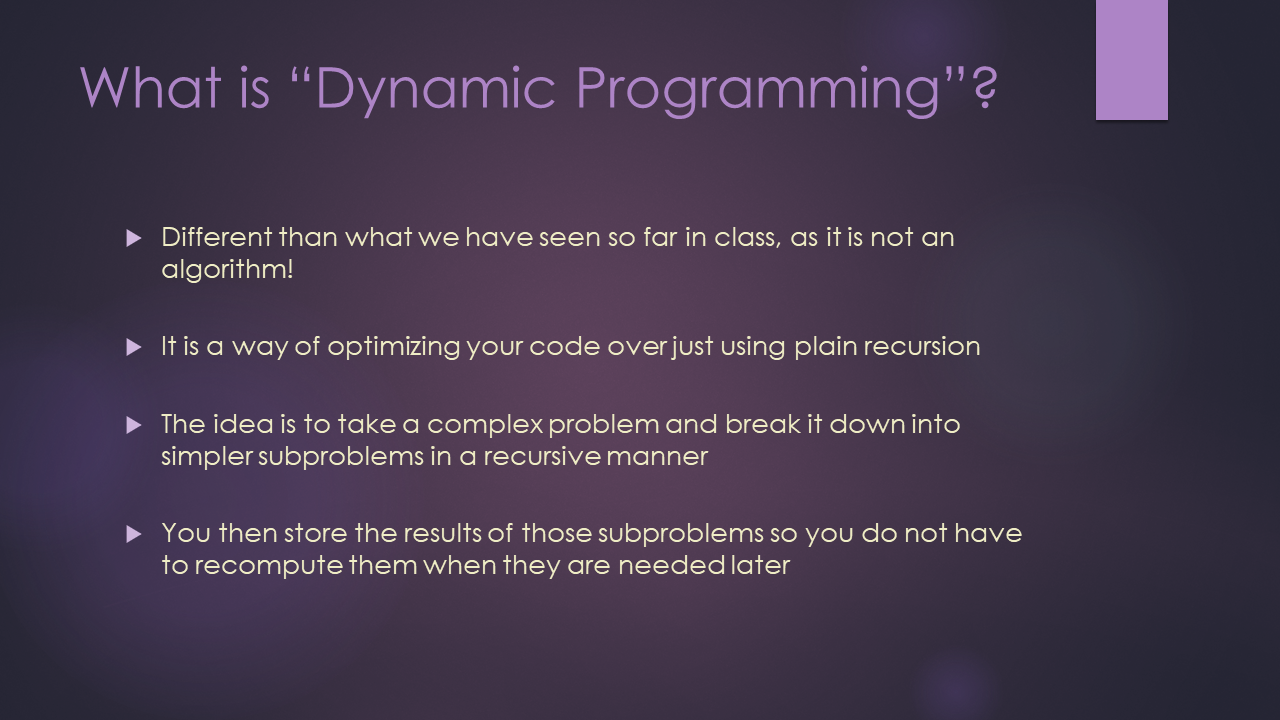 What is “Dynamic Programming”?
Different than what we have seen so far in class, as it is not an
algorithm!
It is a way of optimizing your code over just using plain recursion
The idea is to take a complex problem and break it down into
simpler subproblems in a recursive manner
You then store the results of those subproblems so you do not have
to recompute them when they are needed later